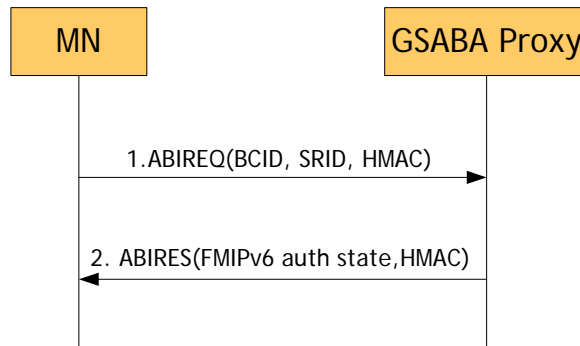 MN
GSABA Proxy
1.ABIREQ(BCID, SRID, HMAC)
2. ABIRES(FMIPv6 auth state,HMAC)